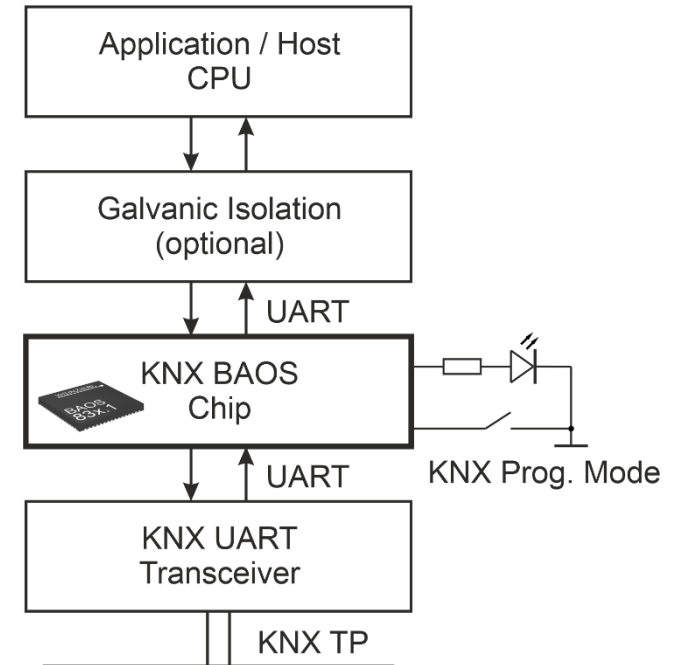 Application / Host
CPU
Galvanic Isolation
(optional)
UART
KNX BAOS
Chip
BAOS
83x.1
KNX Prog. Mode
UART
KNX UART
Transceiver
KNX TP